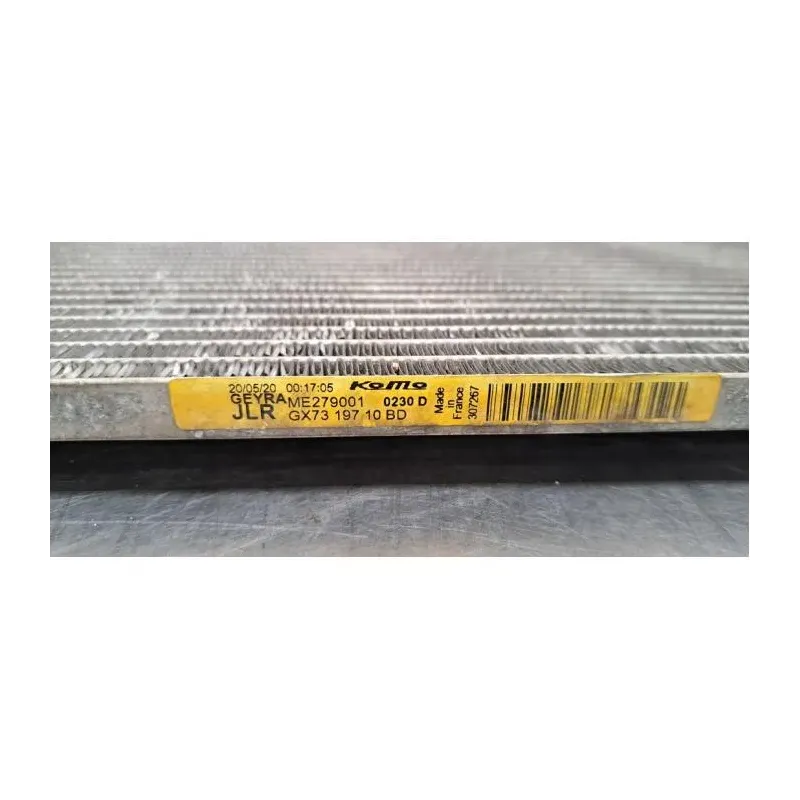 20/05/20 00:17:05 KoMo
GEYRA ME279001 0230 D
JLR GX73 197 10 BD
Made
in
France
307267